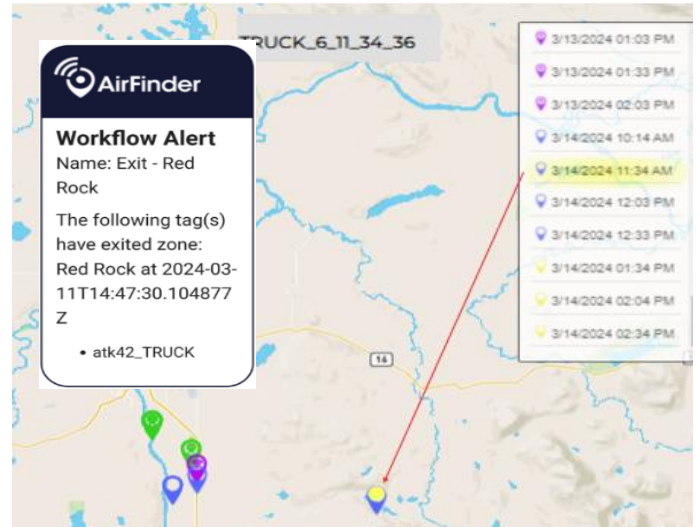 TRUCK_6_11_34_36
AirFinder
Workflow Alert
Name: Exit - Red
Rock
The following tag(s)
have exited zone:
Red Rock at 2024-03-
11T14:47:30.104877
Z
• atk42_TRUCK
3/13/2024 01:03 PM
3/13/2024 01:33 PM
3/13/2024 02:03 PM
3/14/2024 10:14 AM
3/14/2024 11:34 AM
3/14/2024 12:03 PM
3/14/2024 12:33 PM
3/14/2024 01:34 PM
3/14/2024 02:04 PM
3/14/2024 02:34 PM
16